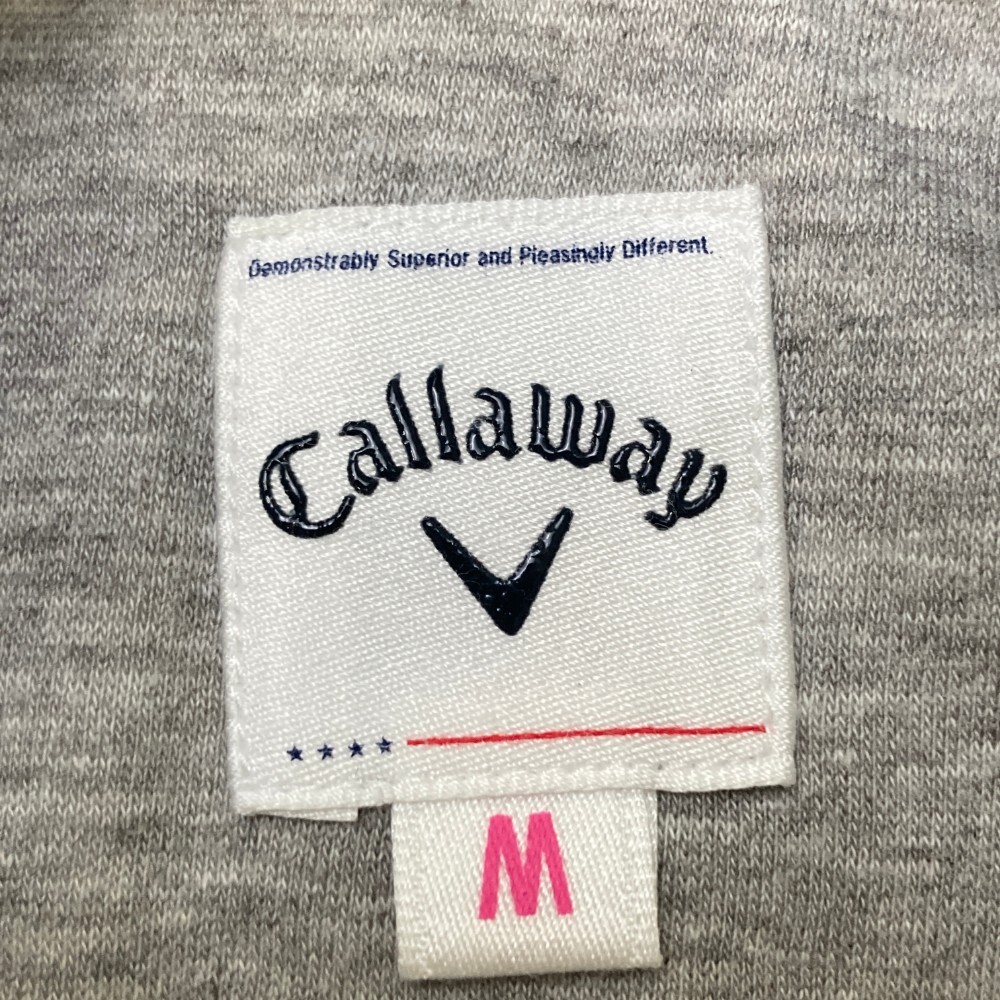 Demonstrably Superior and Pleasingly Different.
Callaway
M